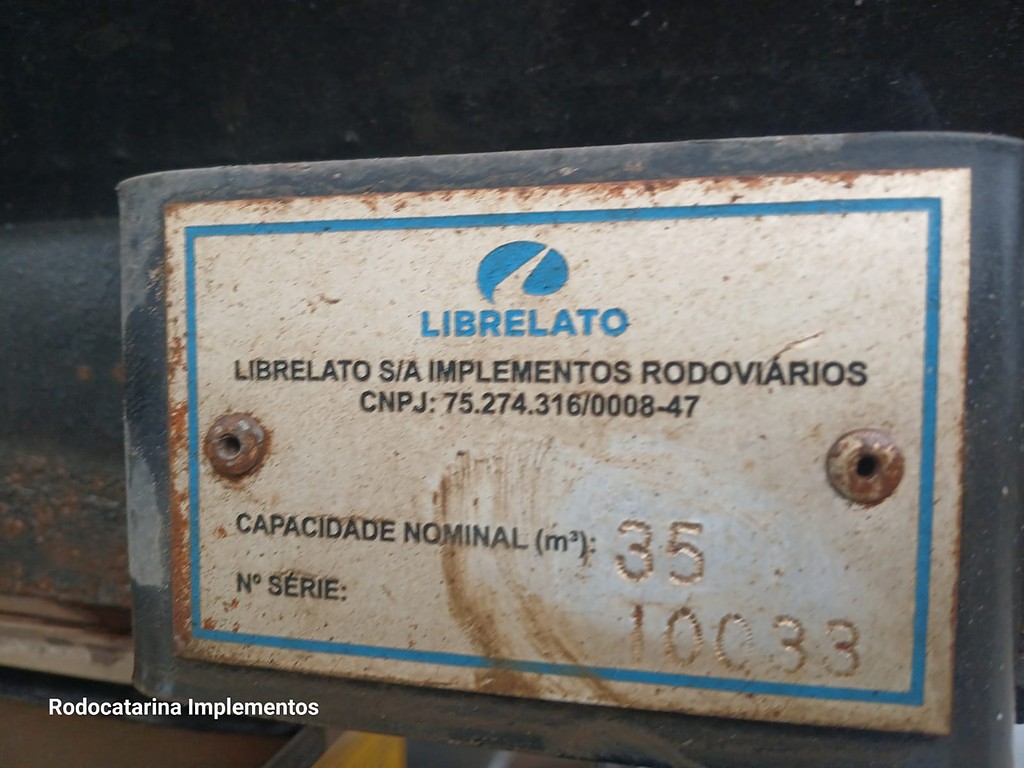 LIBRELATO
LIBRELATO S/A IMPLEMENTOS RODOVIÁRIOS
CNPJ: 75.274.316/0008-47
CAPACIDADE NOMINAL (m³): 35
Nº SÉRIE: 10033
Rodocatarina Implementos